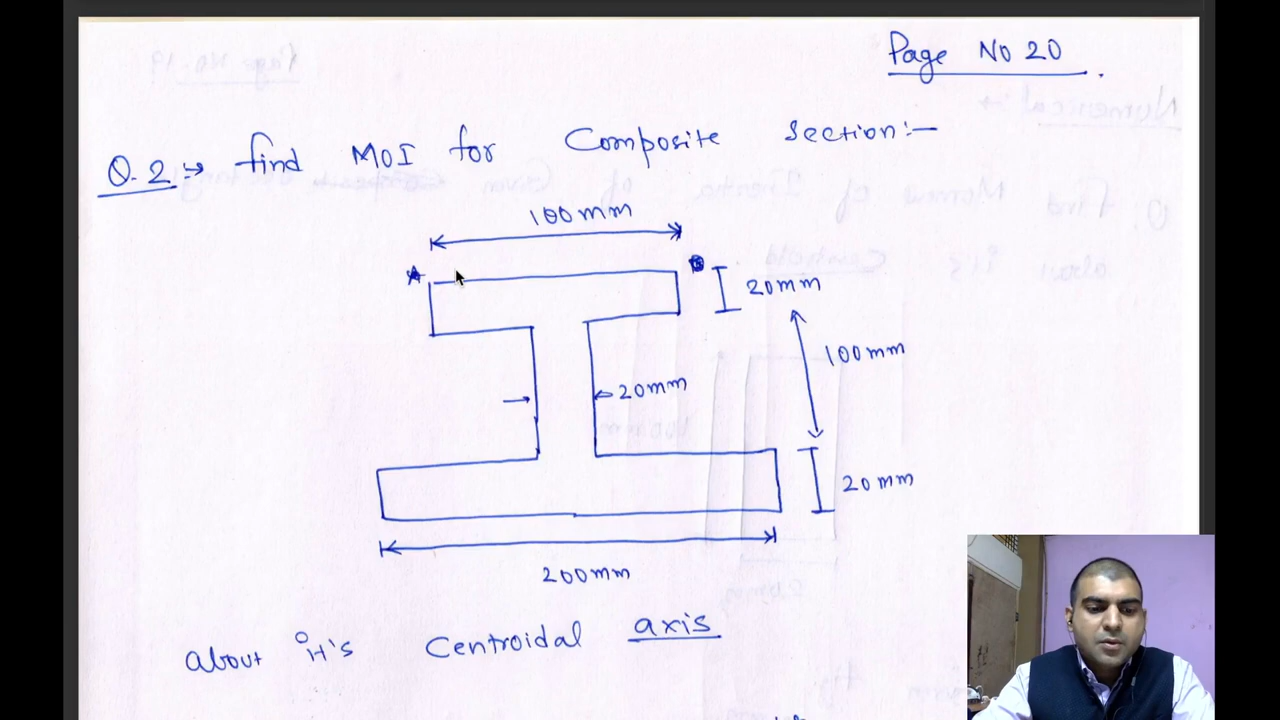 Page No 20
Q.2 :→ find MOI for Composite section:—
100mm
A B
20mm
100mm
20mm
20mm
200mm
about it's Centroidal axis